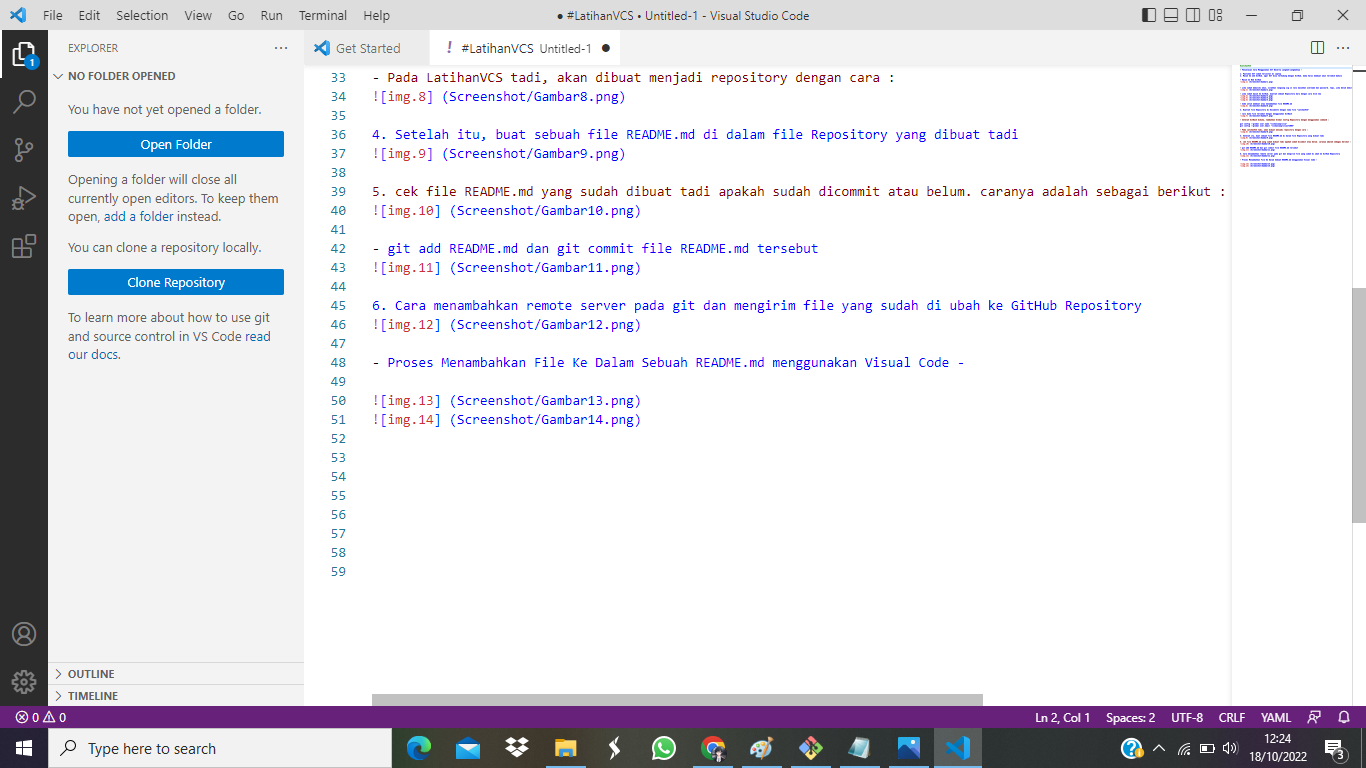 File Edit Selection View Go Run Terminal Help
● #LatihanVCS • Untitled-1 - Visual Studio Code
EXPLORER
NO FOLDER OPENED
You have not yet opened a folder.
Open Folder
Opening a folder will close all
currently open editors. To keep them
open, add a folder instead.
You can clone a repository locally.
Clone Repository
To learn more about how to use git
and source control in VS Code read
our docs.
OUTLINE
TIMELINE
Get Started
! #LatihanVCS Untitled-1 ●
33 - Pada LatihanVCS tadi, akan dibuat menjadi repository dengan cara :
34 ![img.8] (Screenshot/Gambar8.png)
35
36 4. Setelah itu, buat sebuah file README.md di dalam file Repository yang dibuat tadi
37 ![img.9] (Screenshot/Gambar9.png)
38
39 5. cek file README.md yang sudah dibuat tadi apakah sudah dicommit atau belum. caranya adalah sebagai berikut :
40 ![img.10] (Screenshot/Gambar10.png)
41
42 - git add README.md dan git commit file README.md tersebut
43 ![img.11] (Screenshot/Gambar11.png)
44
45 6. Cara menambahkan remote server pada git dan mengirim file yang sudah di ubah ke GitHub Repository
46 ![img.12] (Screenshot/Gambar12.png)
47
48 - Proses Menambahkan File Ke Dalam Sebuah README.md menggunakan Visual Code -
49
50 ![img.13] (Screenshot/Gambar13.png)
51 ![img.14] (Screenshot/Gambar14.png)
52
53
54
55
56
57
58
59
0 0
Ln 2, Col 1 Spaces: 2 UTF-8 CRLF YAML
Type here to search
12:24
18/10/2022
3
1